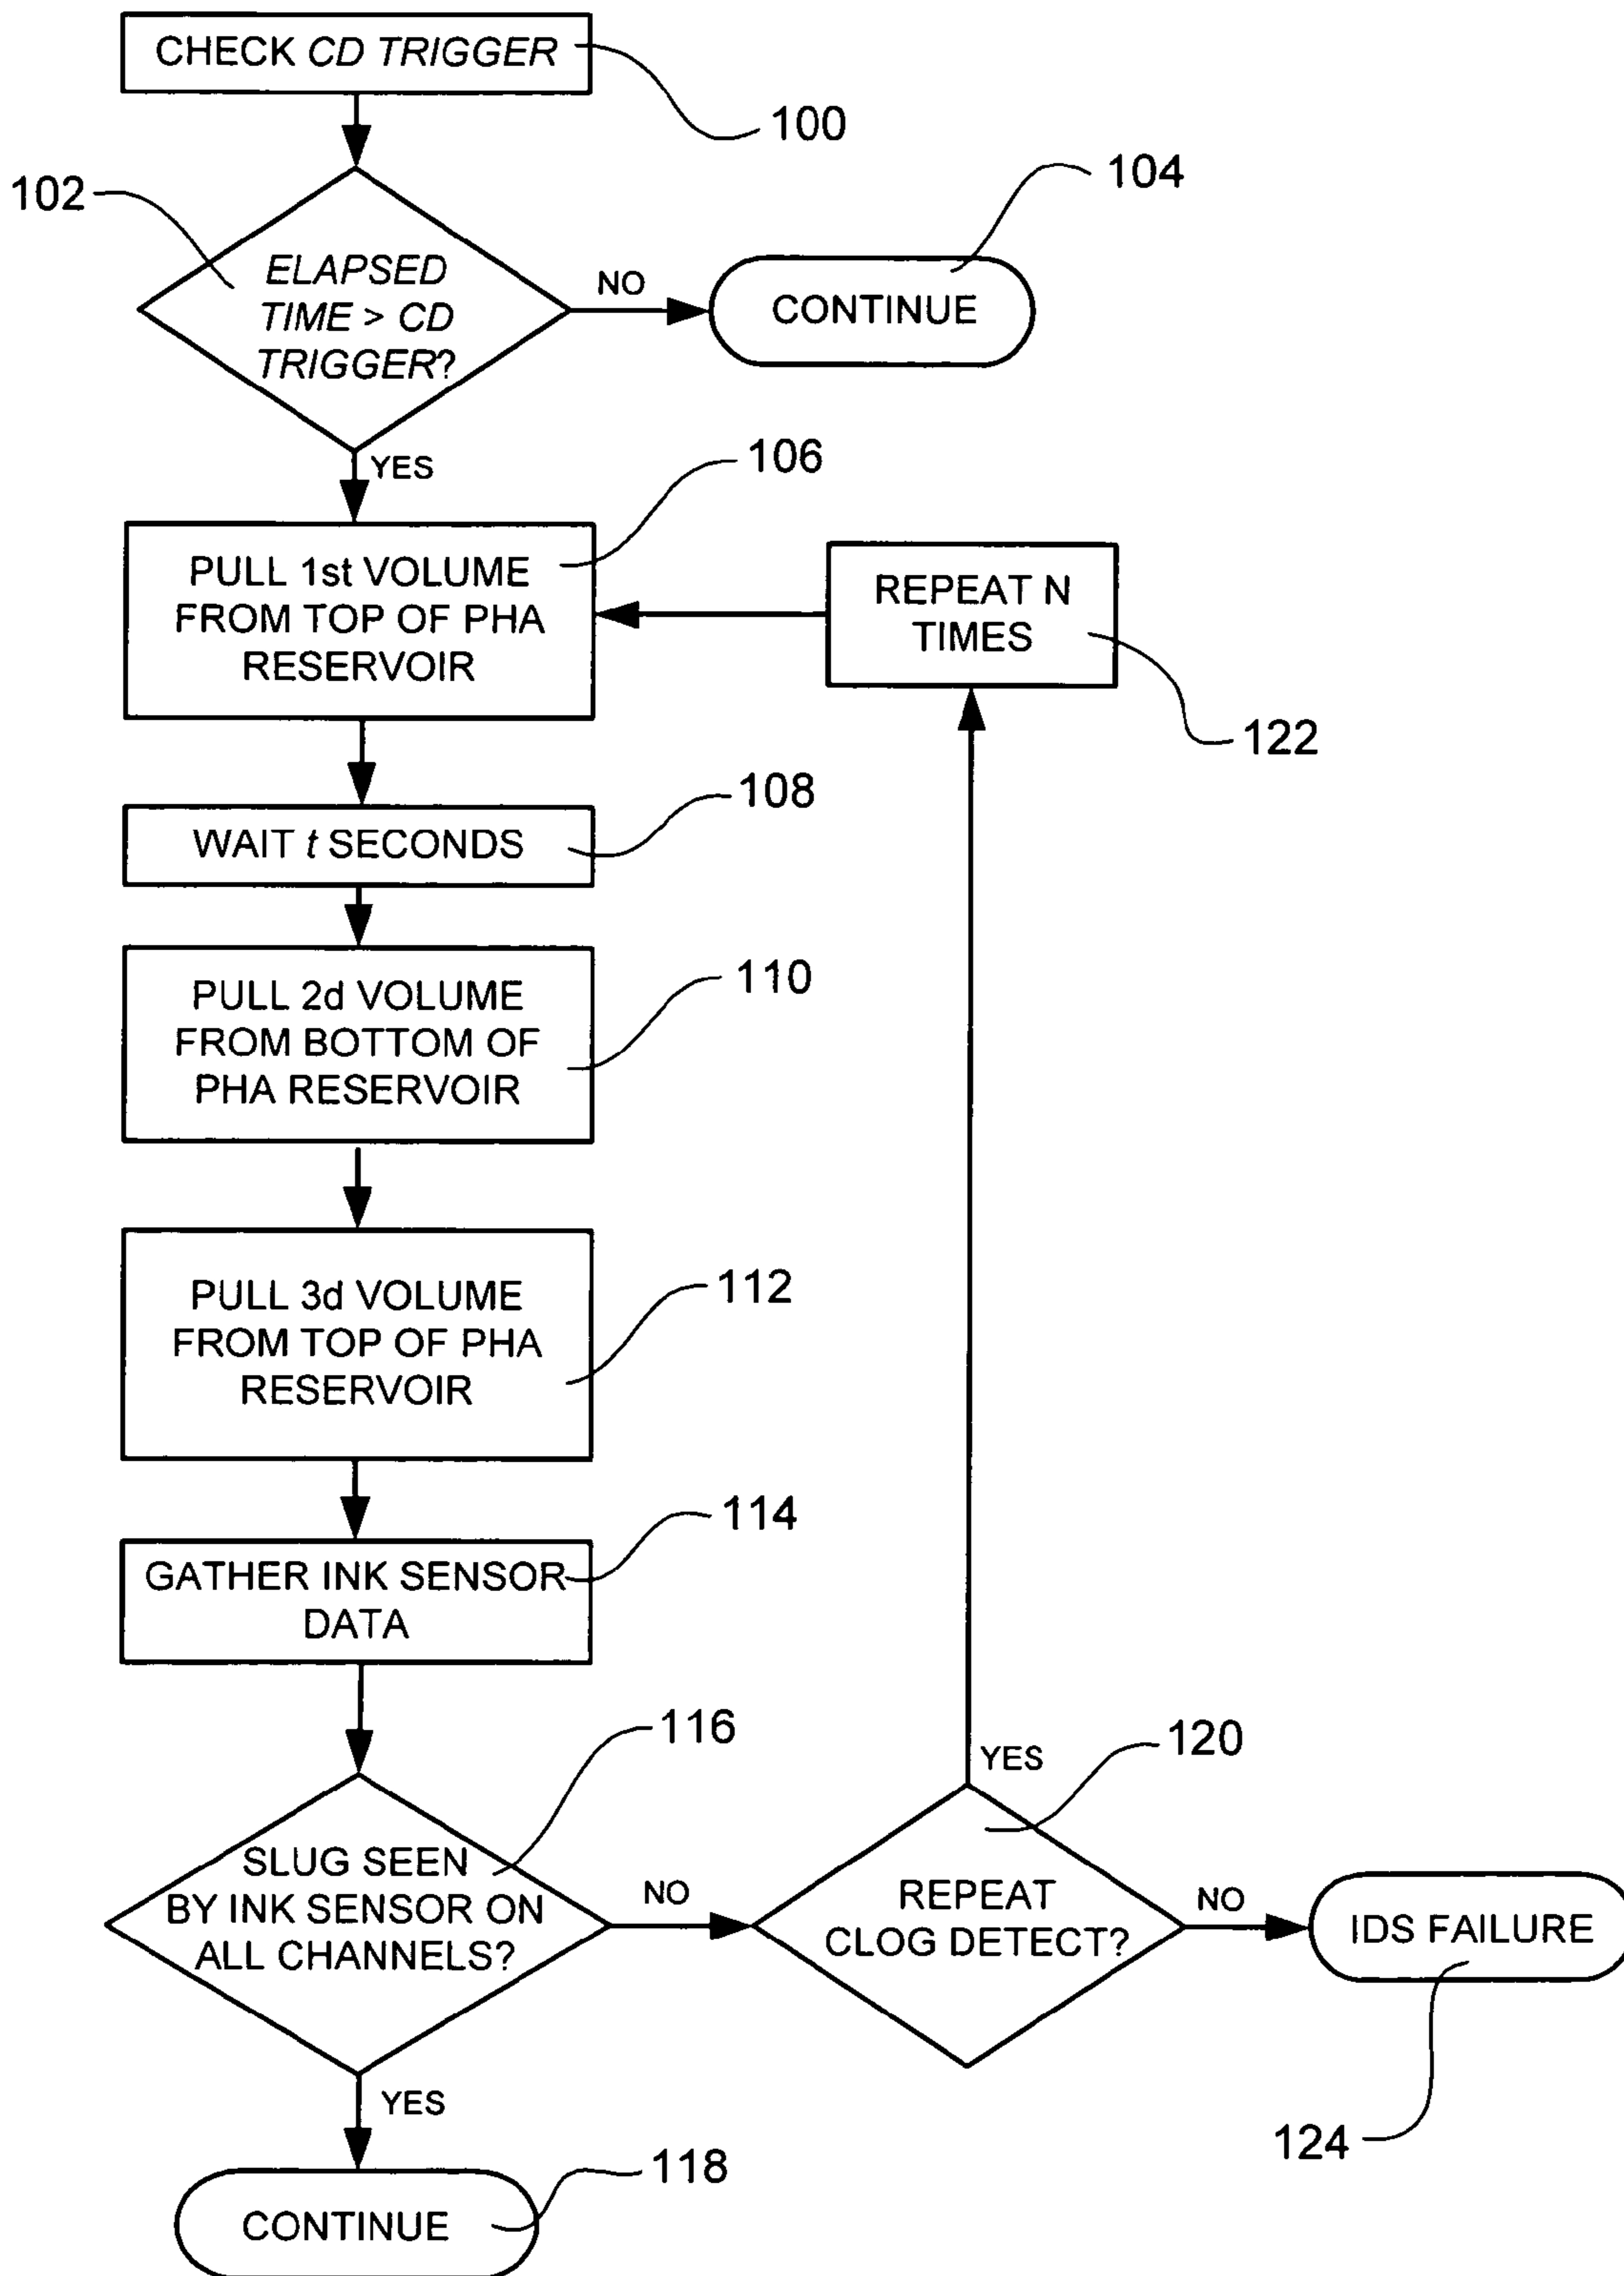 CHECK CD TRIGGER
100
102
104
ELAPSED
TIME > CD
TRIGGER?
NO
CONTINUE
YES
106
PULL 1st VOLUME
FROM TOP OF PHA
RESERVOIR
REPEAT N
TIMES
122
108
WAIT t SECONDS
110
PULL 2d VOLUME
FROM BOTTOM OF
PHA RESERVOIR
112
PULL 3d VOLUME
FROM TOP OF PHA
RESERVOIR
114
GATHER INK SENSOR
DATA
116
SLUG SEEN
BY INK SENSOR ON
ALL CHANNELS?
NO
YES
120
REPEAT
CLOG DETECT?
NO
IDS FAILURE
124
YES
118
CONTINUE